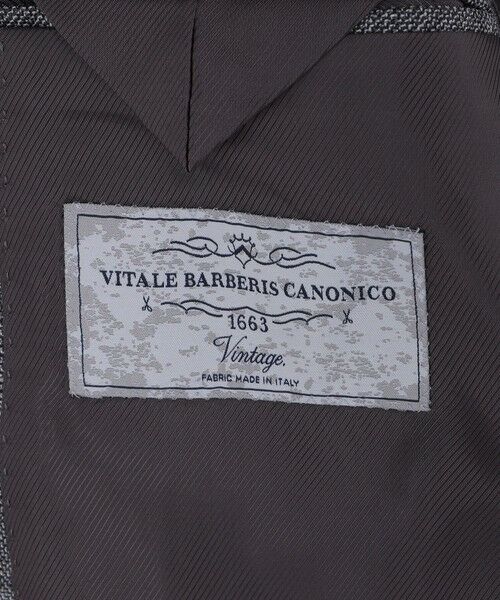 VITALE BARBERIS CANONICO
1663
Vintage.
FABRIC MADE IN ITALY